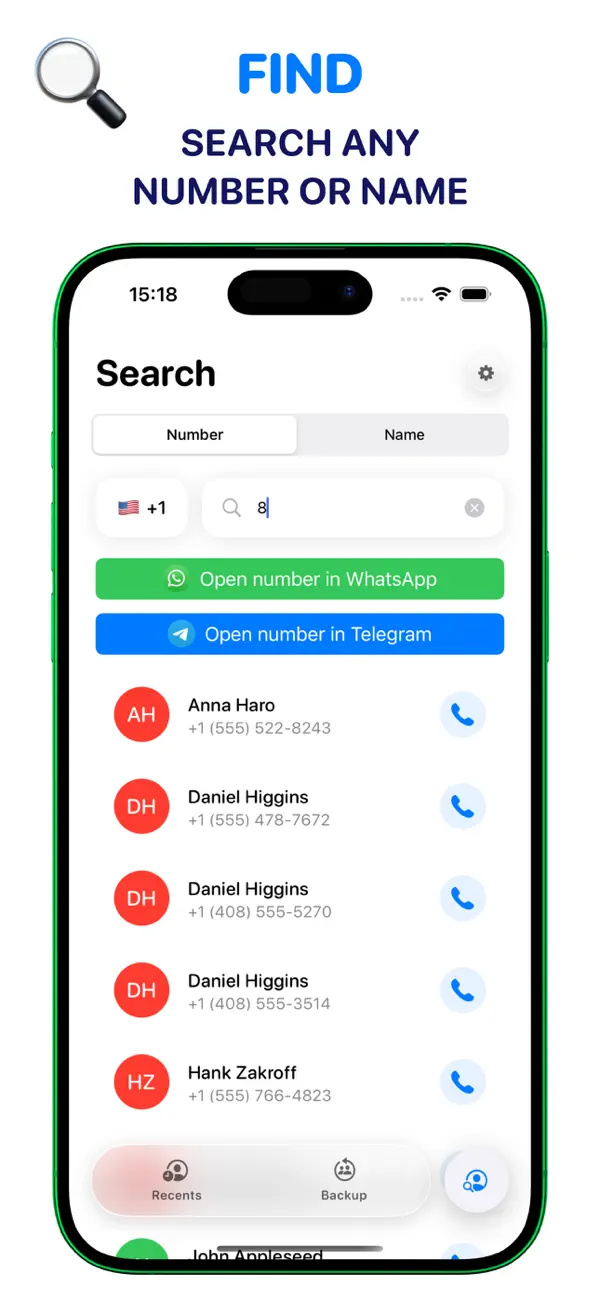 FIND
SEARCH ANY
NUMBER OR NAME
15:18
Search
Number
Name
+1
8
Open number in WhatsApp
Open number in Telegram
AH
Anna Haro
+1 (555) 522-8243
DH
Daniel Higgins
+1 (555) 478-7672
DH
Daniel Higgins
+1 (408) 555-5270
DH
Daniel Higgins
+1 (408) 555-3514
HZ
Hank Zakroff
+1 (555) 766-4823
Recents
Backup
John Appleseed